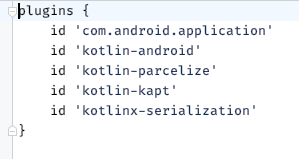 plugins {
    id 'com.android.application'
    id 'kotlin-android'
    id 'kotlin-parcelize'
    id 'kotlin-kapt'
    id 'kotlinx-serialization'
}